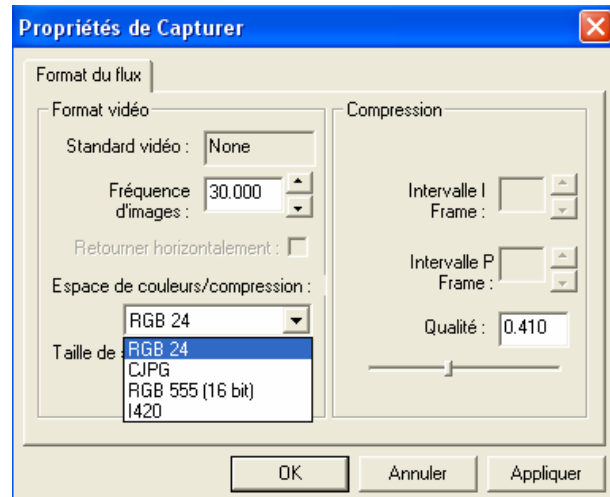 Propriétés de Capturer
Format du flux
Format vidéo
Standard vidéo : None
Fréquence
d'images : 30.000
Retourner horizontalement :
Espace de couleurs/compression :
RGB 24
Taille de
RGB 24
CJPG
RGB 555 (16 bit)
I420
Compression
Intervalle I
Frame :
Intervalle P
Frame :
Qualité : 0.410
OK
Annuler
Appliquer